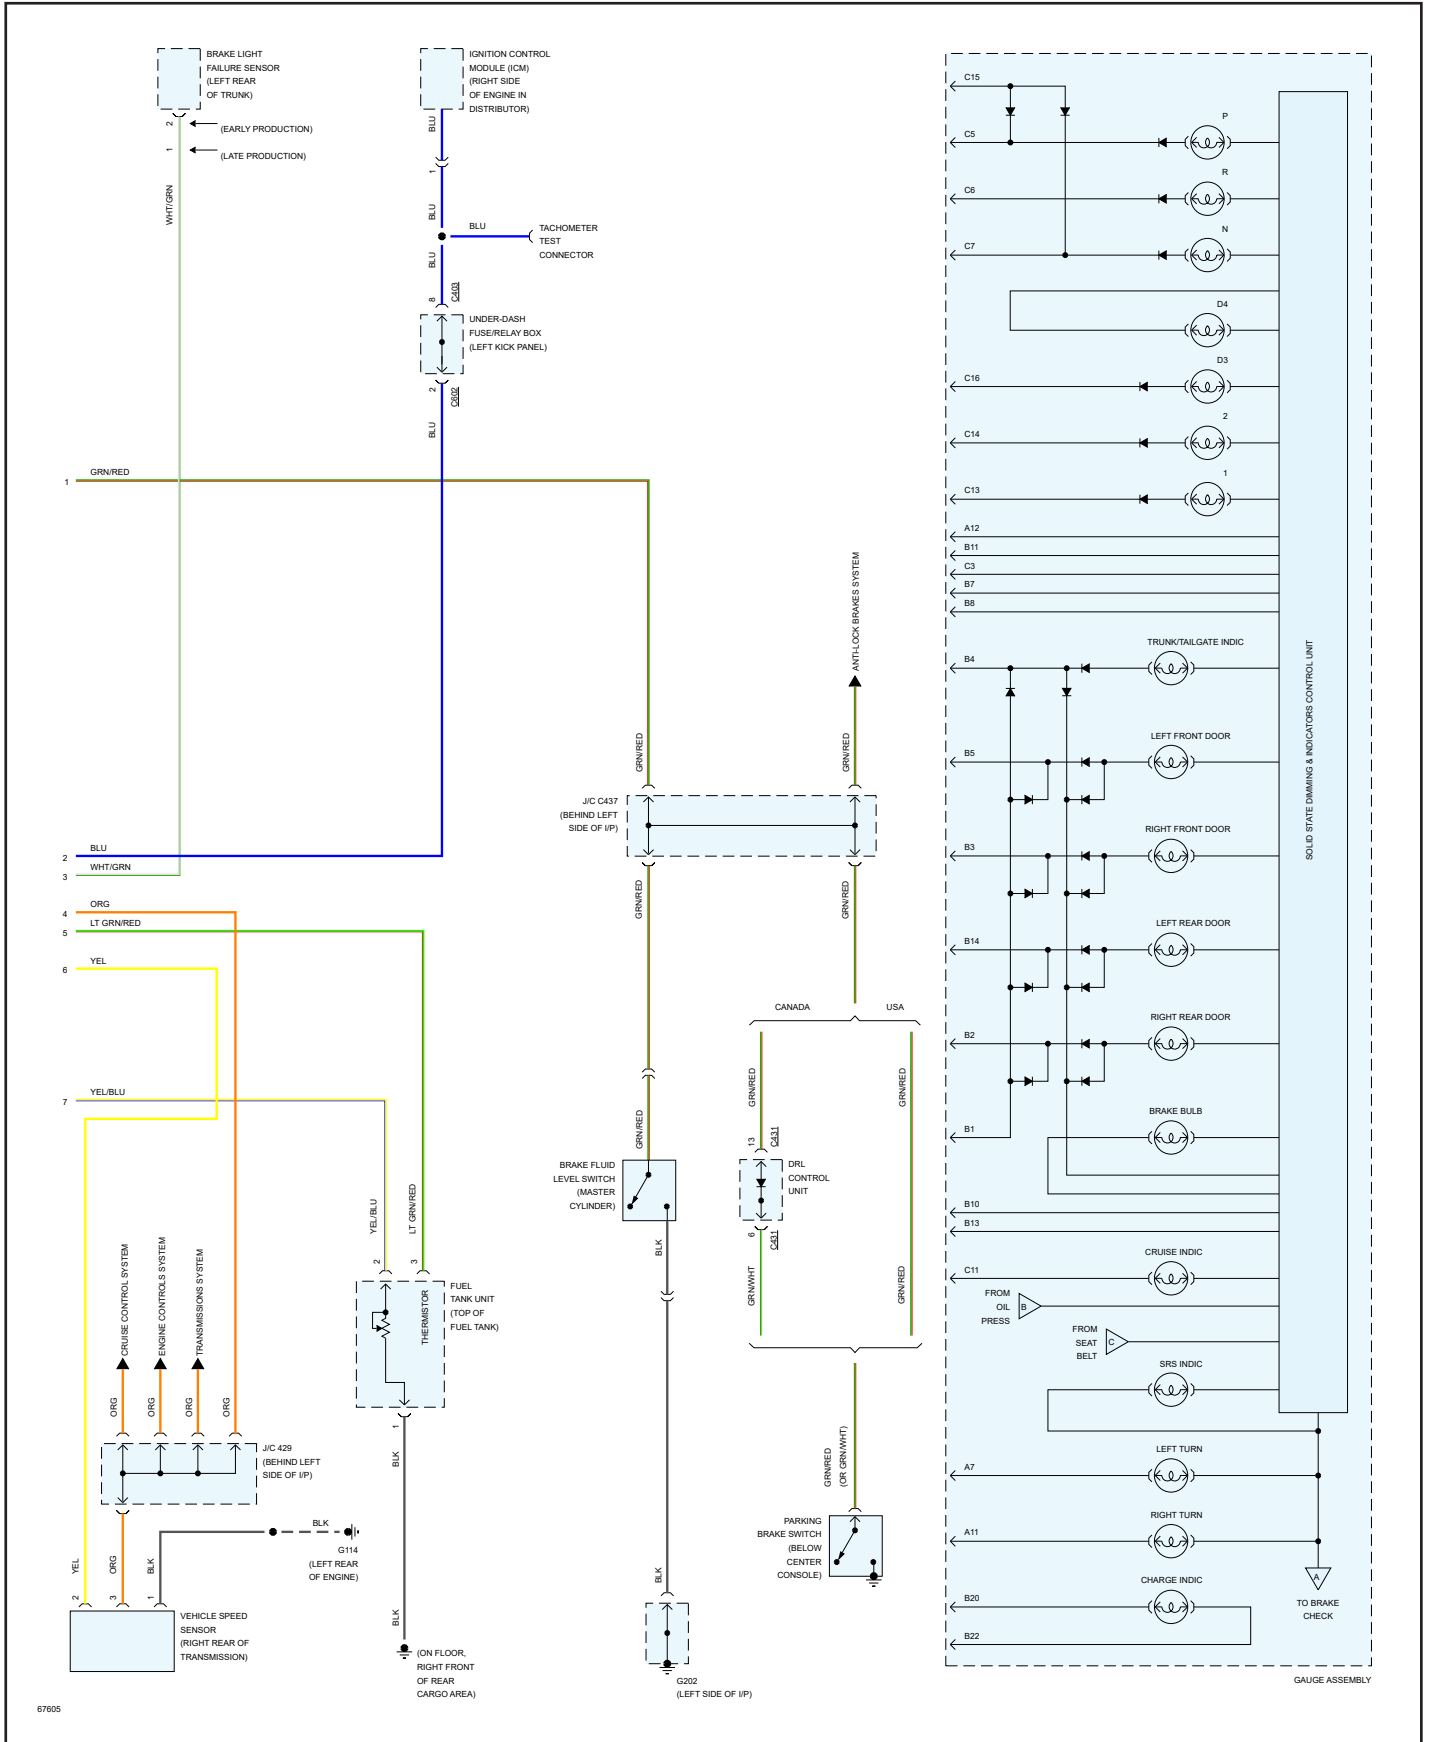 BRAKE LIGHT
FAILURE SENSOR
(LEFT REAR
OF TRUNK)
2
(EARLY PRODUCTION)
1
(LATE PRODUCTION)
WHT/GRN
IGNITION CONTROL
MODULE (ICM)
(RIGHT SIDE
OF ENGINE IN
DISTRIBUTOR)
BLU
1
BLU
BLU
TACHOMETER
TEST
CONNECTOR
BLU
8
C403
UNDER-DASH
FUSE/RELAY BOX
(LEFT KICK PANEL)
2
C602
BLU
1
GRN/RED
2
BLU
3
WHT/GRN
4
ORG
5
LT GRN/RED
6
YEL
7
YEL/BLU
GRN/RED
ANTI-LOCK BRAKES SYSTEM
GRN/RED
J/C C437
(BEHIND LEFT
SIDE OF I/P)
GRN/RED
GRN/RED
CANADA
USA
GRN/RED
GRN/RED
GRN/RED
13
C431
BRAKE FLUID
LEVEL SWITCH
(MASTER
CYLINDER)
DRL
CONTROL
UNIT
6
C431
BLK
GRN/WHT
GRN/RED
YEL/BLU
LT GRN/RED
2
3
FUEL
TANK UNIT
(TOP OF
FUEL TANK)
THERMISTOR
1
BLK
BLK
(ON FLOOR,
RIGHT FRONT
OF REAR
CARGO AREA)
CRUISE CONTROL SYSTEM
ENGINE CONTROLS SYSTEM
TRANSMISSIONS SYSTEM
ORG
ORG
ORG
ORG
J/C 429
(BEHIND LEFT
SIDE OF I/P)
BLK
G114
(LEFT REAR
OF ENGINE)
YEL
ORG
BLK
2
3
1
VEHICLE SPEED
SENSOR
(RIGHT REAR OF
TRANSMISSION)
BLK
G202
(LEFT SIDE OF I/P)
GRN/RED
(OR GRN/WHT)
PARKING
BRAKE SWITCH
(BELOW
CENTER
CONSOLE)
C15
P
C5
R
C6
N
C7
D4
D3
C16
2
C14
1
C13
A12
B11
C3
B7
B8
TRUNK/TAILGATE INDIC
B4
LEFT FRONT DOOR
B5
RIGHT FRONT DOOR
B3
LEFT REAR DOOR
B14
RIGHT REAR DOOR
B2
BRAKE BULB
B1
B10
B13
CRUISE INDIC
C11
FROM
OIL
PRESS
B
FROM
SEAT
BELT
C
SRS INDIC
LEFT TURN
A7
RIGHT TURN
A11
CHARGE INDIC
B20
B22
SOLID STATE DIMMING & INDICATORS CONTROL UNIT
A
TO BRAKE
CHECK
GAUGE ASSEMBLY
67605